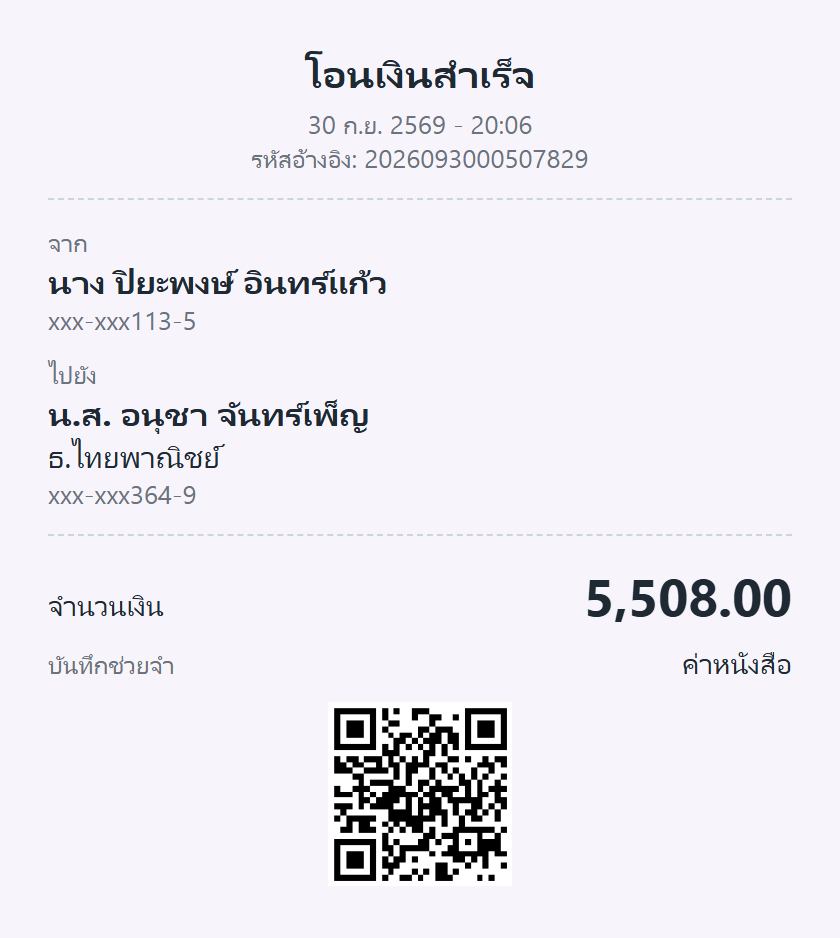 โอนเงินสำเร็จ
30 ก.ย. 2569 - 20:06
รหัสอ้างอิง: 2026093000507829
จาก
นาง ปิยะพงษ์ อินทร์แก้ว
xxx-xxx113-5
ไปยัง
น.ส. อนุชา จันทร์เพ็ญ
ธ.ไทยพาณิชย์
xxx-xxx364-9
จำนวนเงิน 5,508.00
บันทึกช่วยจำ ค่าหนังสือ